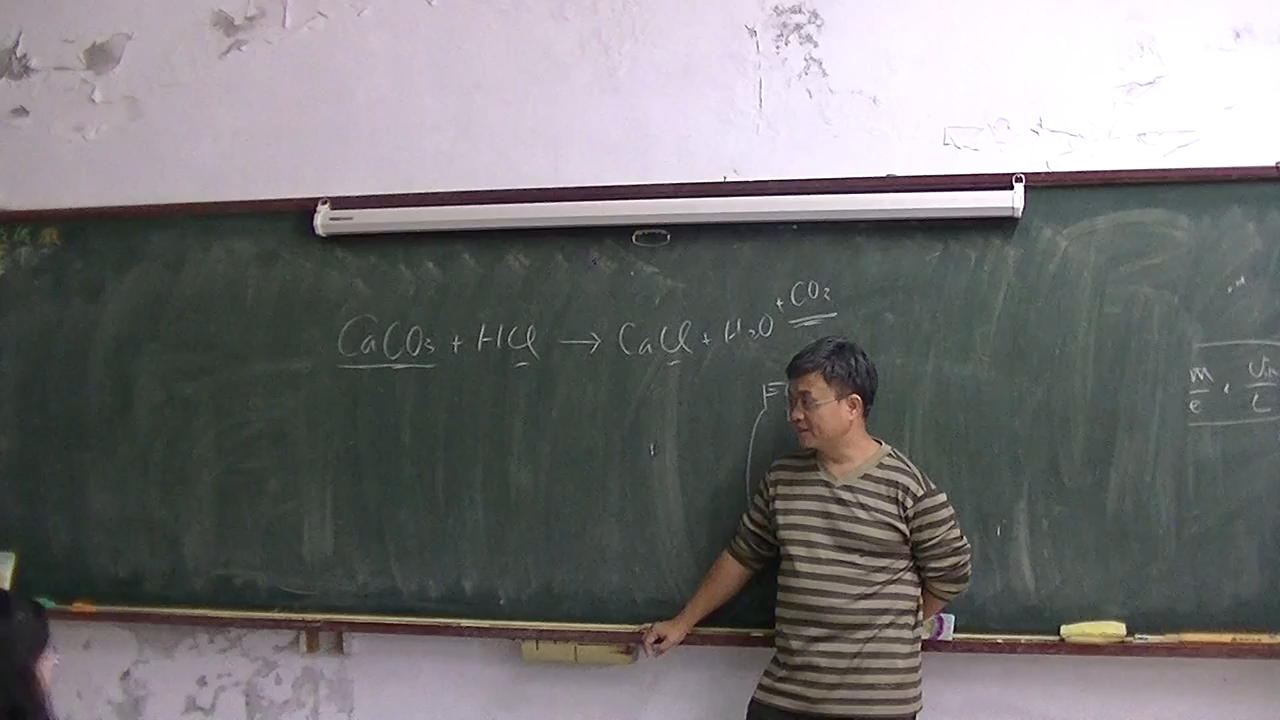 CaCO₃ + HCl → CaCl + H₂O + CO₂
m/e